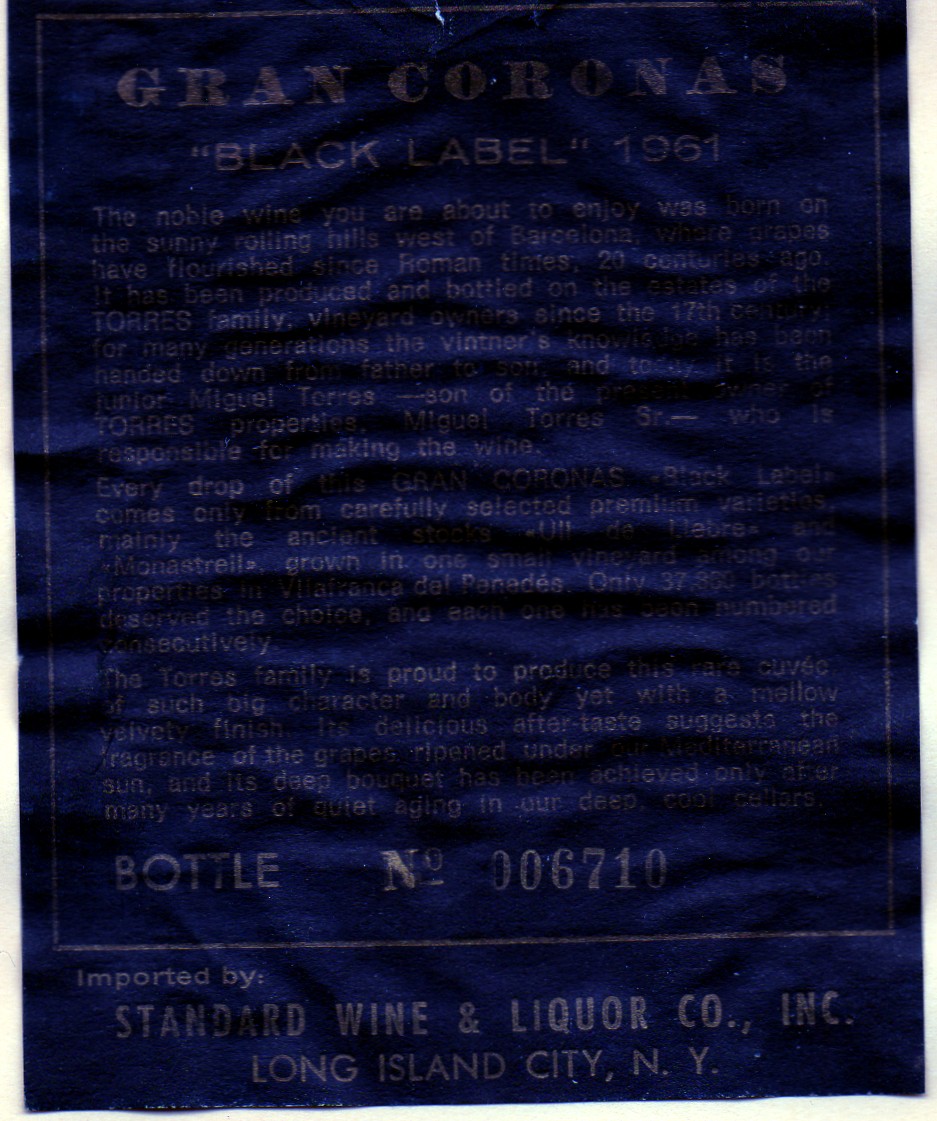 GRAN CORONAS
"BLACK LABEL" 1961
The noble wine you are about to enjoy was born on
the sunny rolling hills west of Barcelona, where grapes
have flourished since Roman times, 20 centuries ago.
It has been produced and bottled on the estates of the
TORRES family, vineyard owners since the 17th century;
for many generations the vintner's knowledge has been
handed down from father to son, and today it is the
junior Miguel Torres —son of the present owner of
TORRES properties, Miguel Torres Sr.— who is
responsible for making the wine.
Every drop of this GRAN CORONAS «Black Label»
comes only from carefully selected premium varieties,
mainly the ancient stocks «Ull de Llebre» and
«Monastrell», grown in one small vineyard among our
properties in Vilafranca del Penedés. Only bottles
deserved the choice, and each one has been numbered
consecutively.
The Torres family is proud to produce this rare cuvée
of such big character and body yet with a mellow
velvety finish. Its delicious after-taste suggests the
fragrance of the grapes ripened under our Mediterranean
sun, and its deep bouquet has been achieved only after
many years of quiet aging in our deep, cool cellars.
BOTTLE Nº 006710
Imported by:
STANDARD WINE & LIQUOR CO., INC.
LONG ISLAND CITY, N. Y.